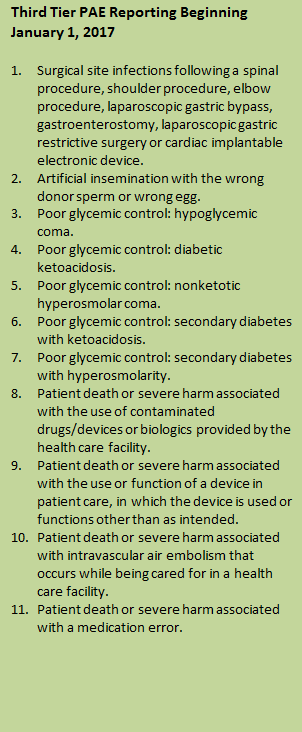 Third Tier PAE Reporting Beginning
January 1, 2017
1. Surgical site infections following a spinal
procedure, shoulder procedure, elbow
procedure, laparoscopic gastric bypass,
gastroenterostomy, laparoscopic gastric
restrictive surgery or cardiac implantable
electronic device.
2. Artificial insemination with the wrong
donor sperm or wrong egg.
3. Poor glycemic control: hypoglycemic
coma.
4. Poor glycemic control: diabetic
ketoacidosis.
5. Poor glycemic control: nonketotic
hyperosmolar coma.
6. Poor glycemic control: secondary diabetes
with ketoacidosis.
7. Poor glycemic control: secondary diabetes
with hyperosmolarity.
8. Patient death or severe harm associated
with the use of contaminated
drugs/devices or biologics provided by the
health care facility.
9. Patient death or severe harm associated
with the use or function of a device in
patient care, in which the device is used or
functions other than as intended.
10. Patient death or severe harm associated
with intravascular air embolism that
occurs while being cared for in a health
care facility.
11. Patient death or severe harm associated
with a medication error.